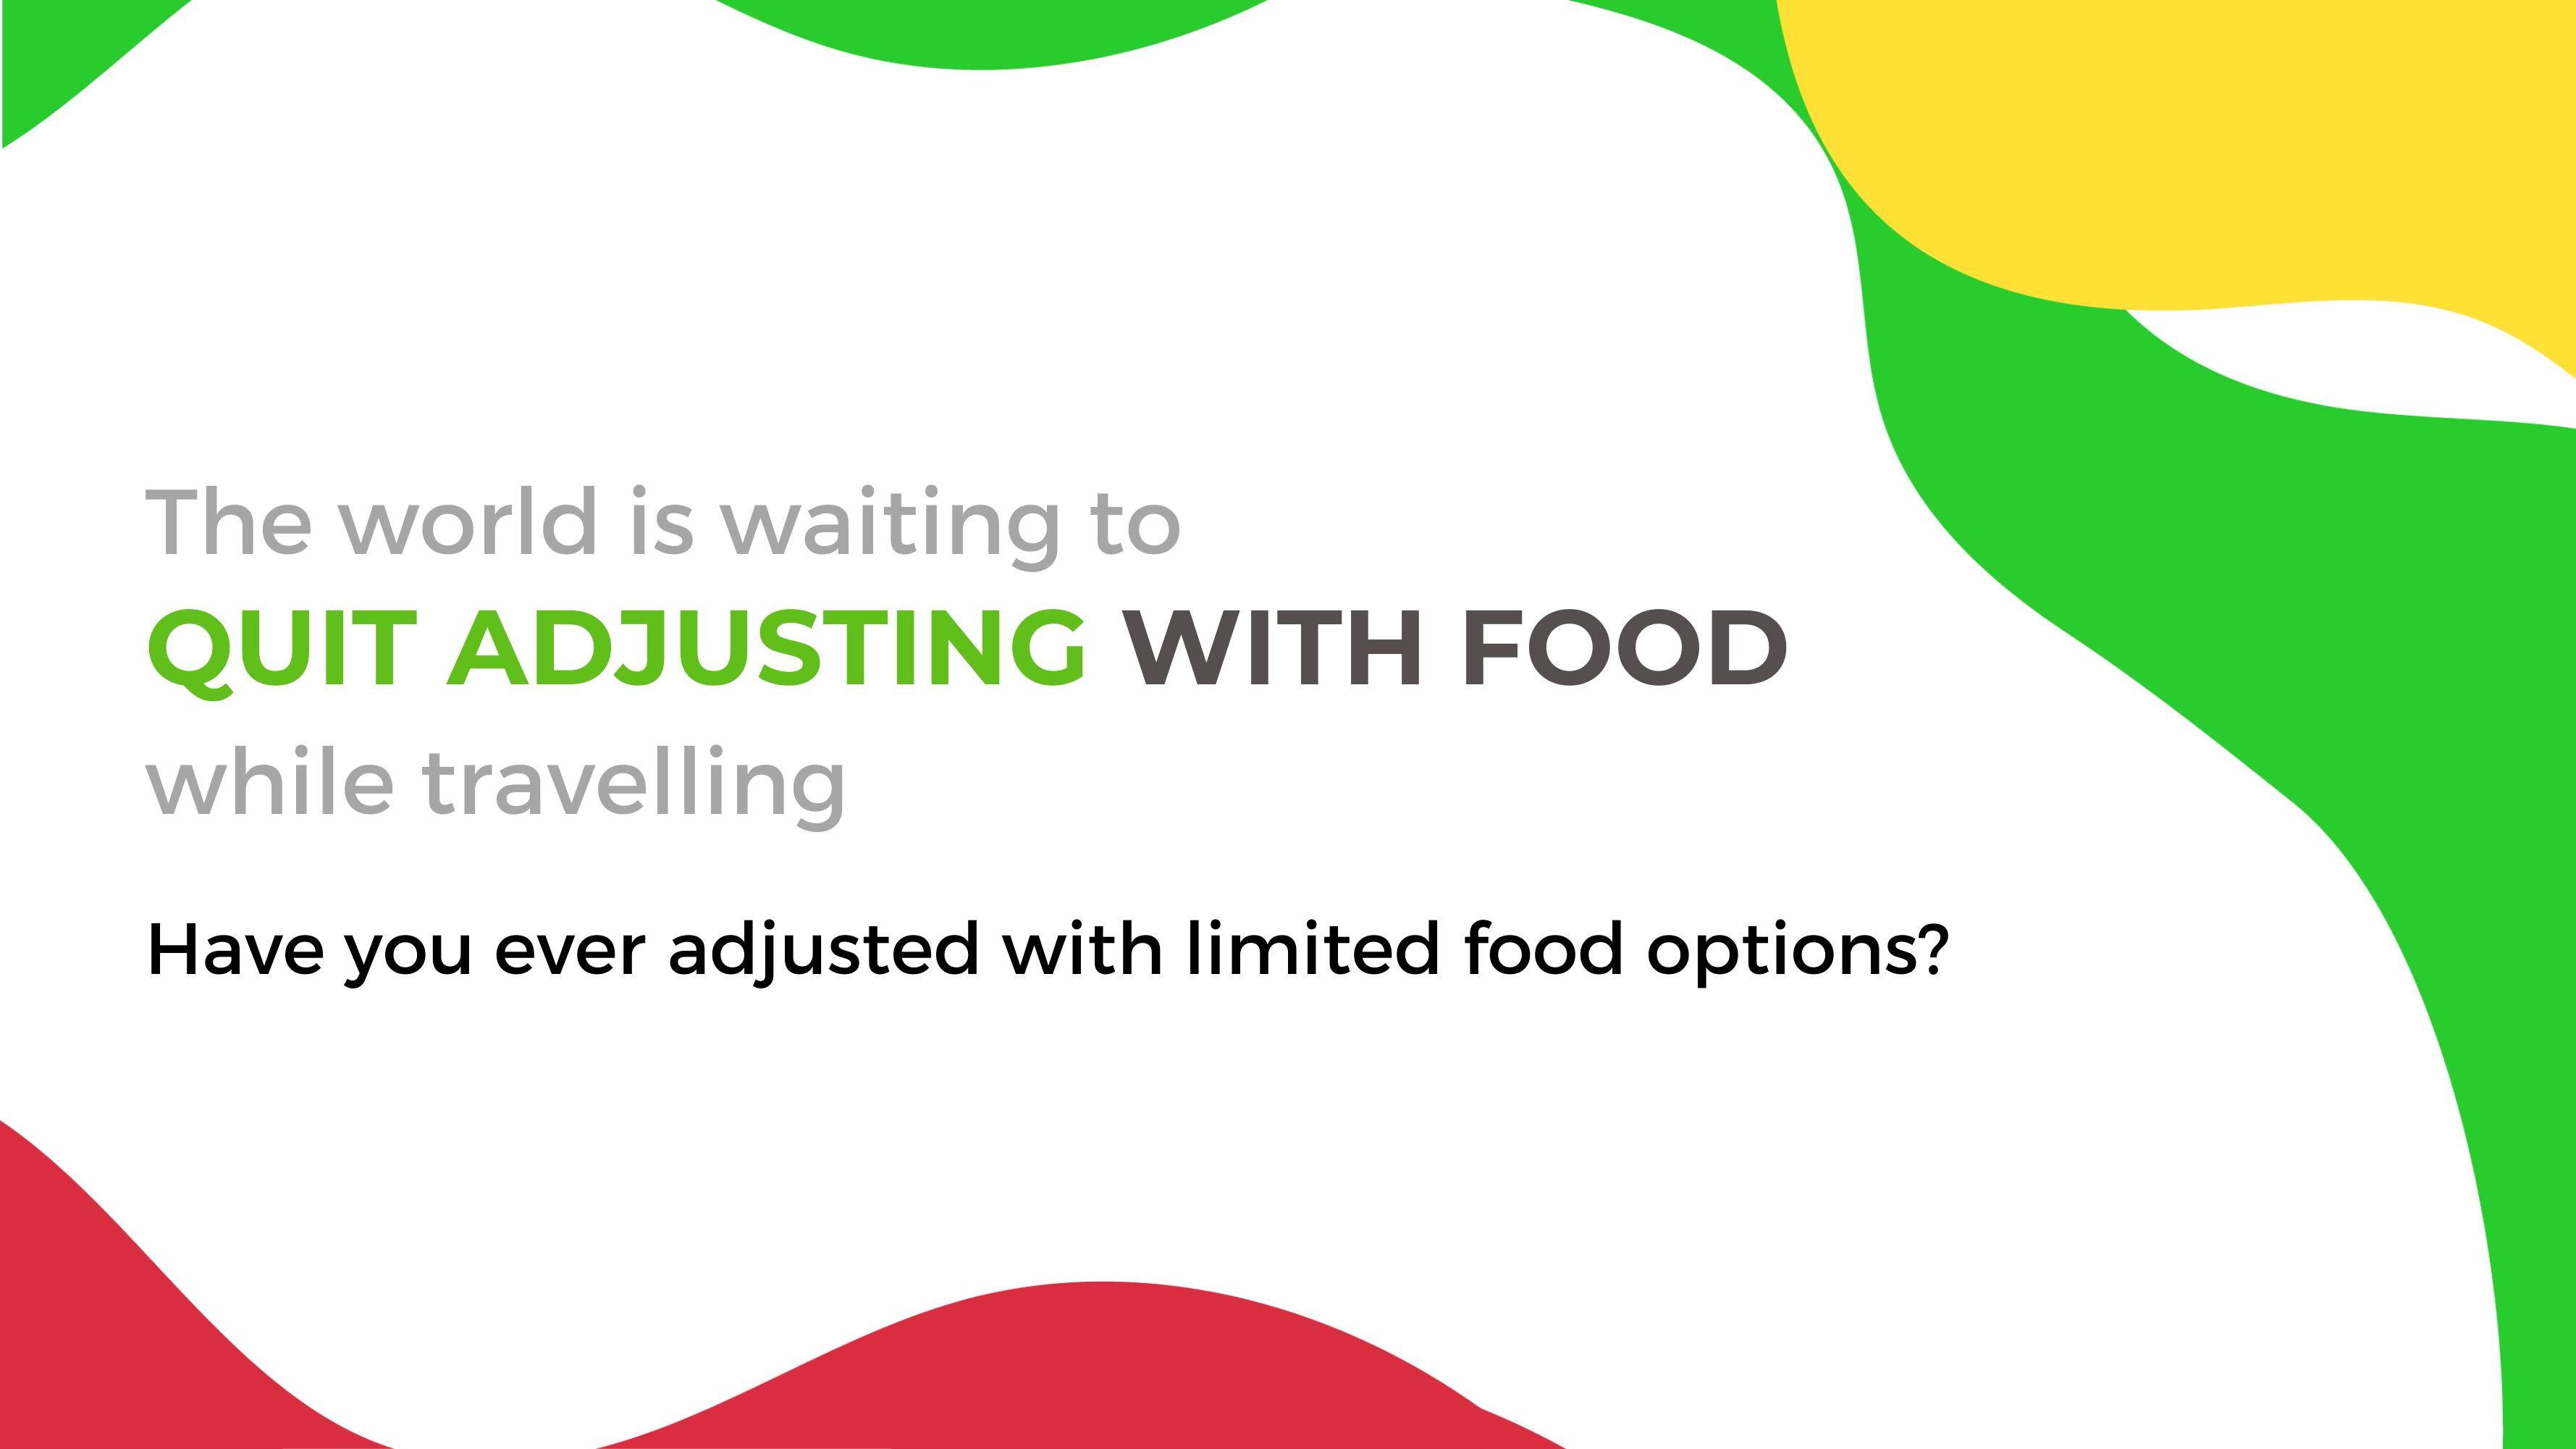 The world is waiting to
QUIT ADJUSTING WITH FOOD
while travelling
Have you ever adjusted with limited food options?